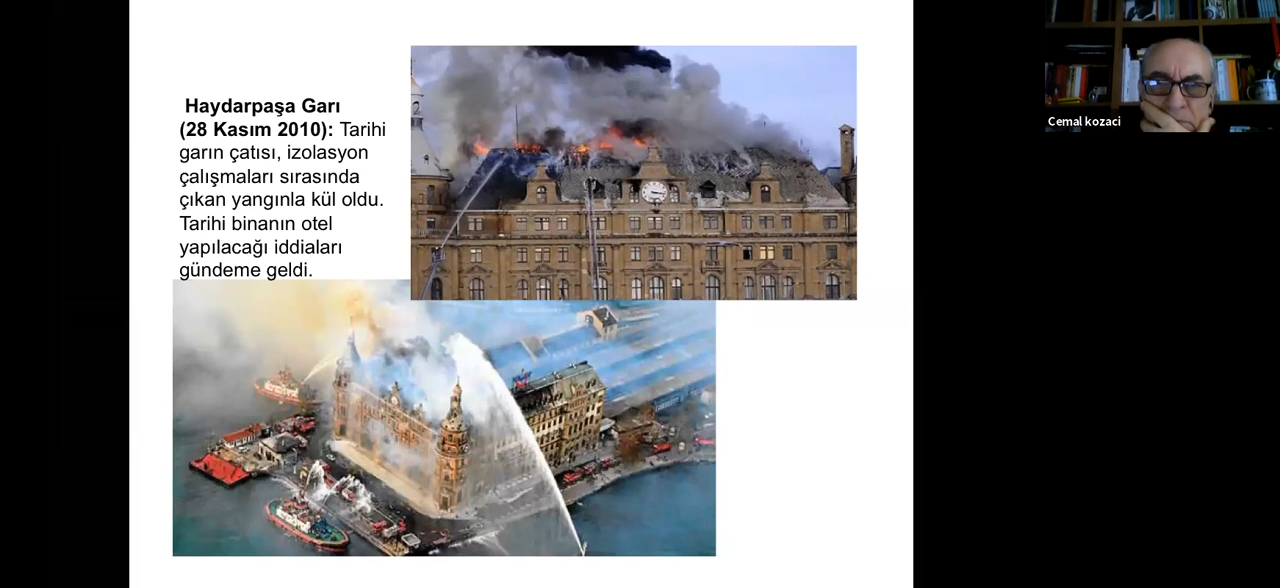 Haydarpaşa Garı
(28 Kasım 2010): Tarihi
garın çatısı, izolasyon
çalışmaları sırasında
çıkan yangınla kül oldu.
Tarihi binanın otel
yapılacağı iddiaları
gündeme geldi.
Cemal kozaci